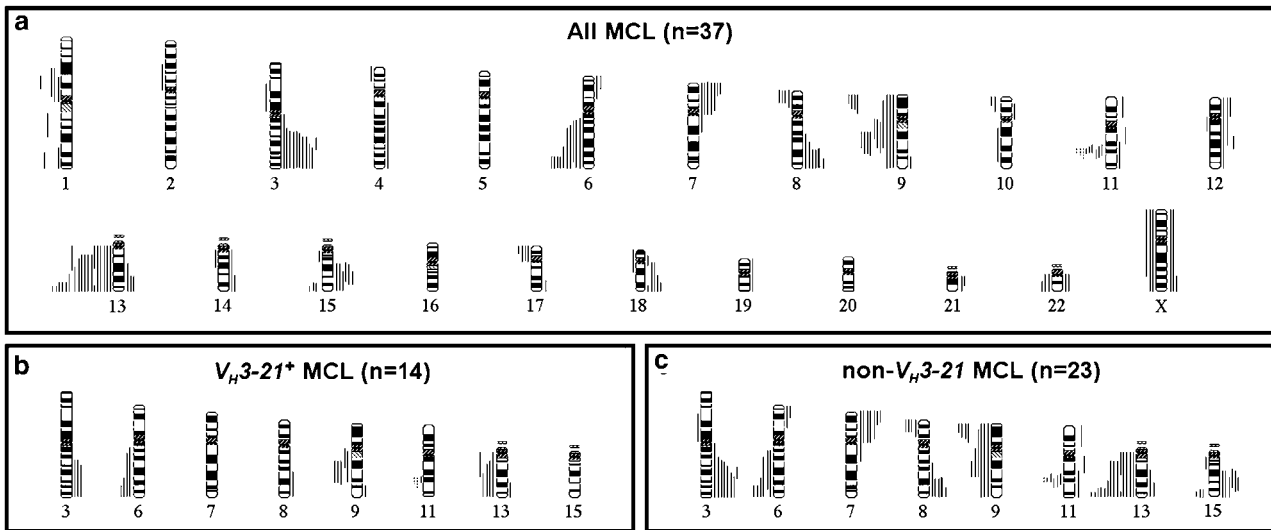 a
All MCL (n=37)
1 2 3 4 5 6 7 8 9 10 11 12
13 14 15 16 17 18 19 20 21 22 X
b
V_H3-21+ MCL (n=14)
3 6 7 8 9 11 13 15
c
non-V_H3-21 MCL (n=23)
3 6 7 8 9 11 13 15